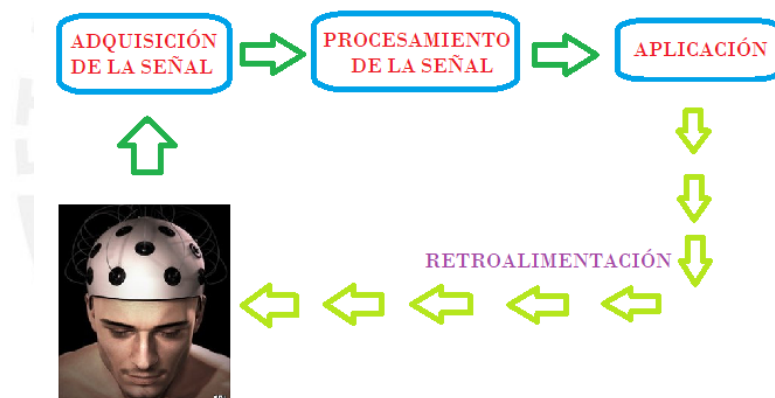 ADQUISICIÓN
DE LA SEÑAL
PROCESAMIENTO
DE LA SEÑAL
APLICACIÓN
RETROALIMENTACIÓN